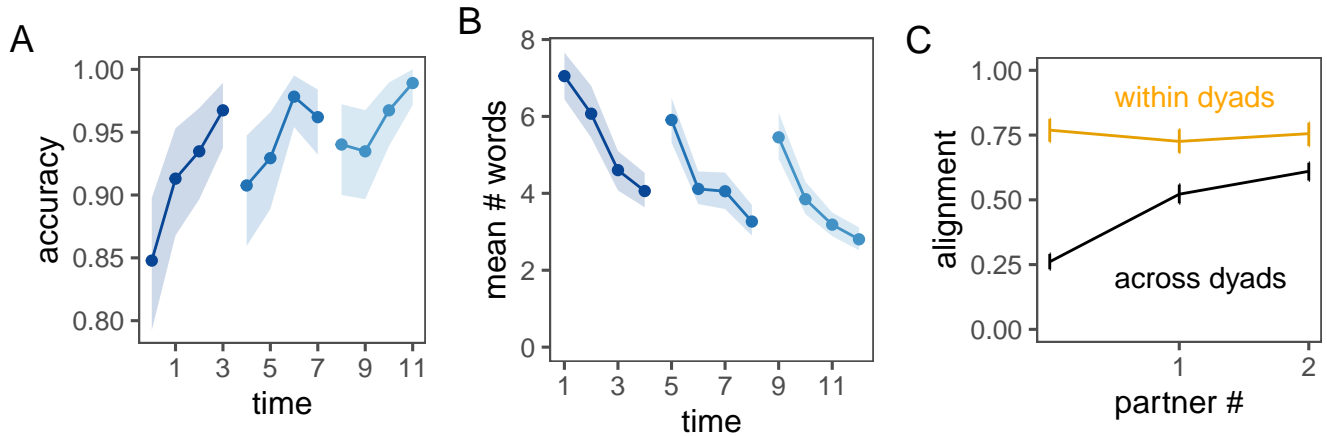 A
accuracy
1.00
0.95
0.90
0.85
0.80
1 3 5 7 9 11
time
B
mean # words
8
6
4
2
0
1 3 5 7 9 11
time
C
alignment
1.00
0.75
0.50
0.25
0.00
within dyads
across dyads
1 2
partner #